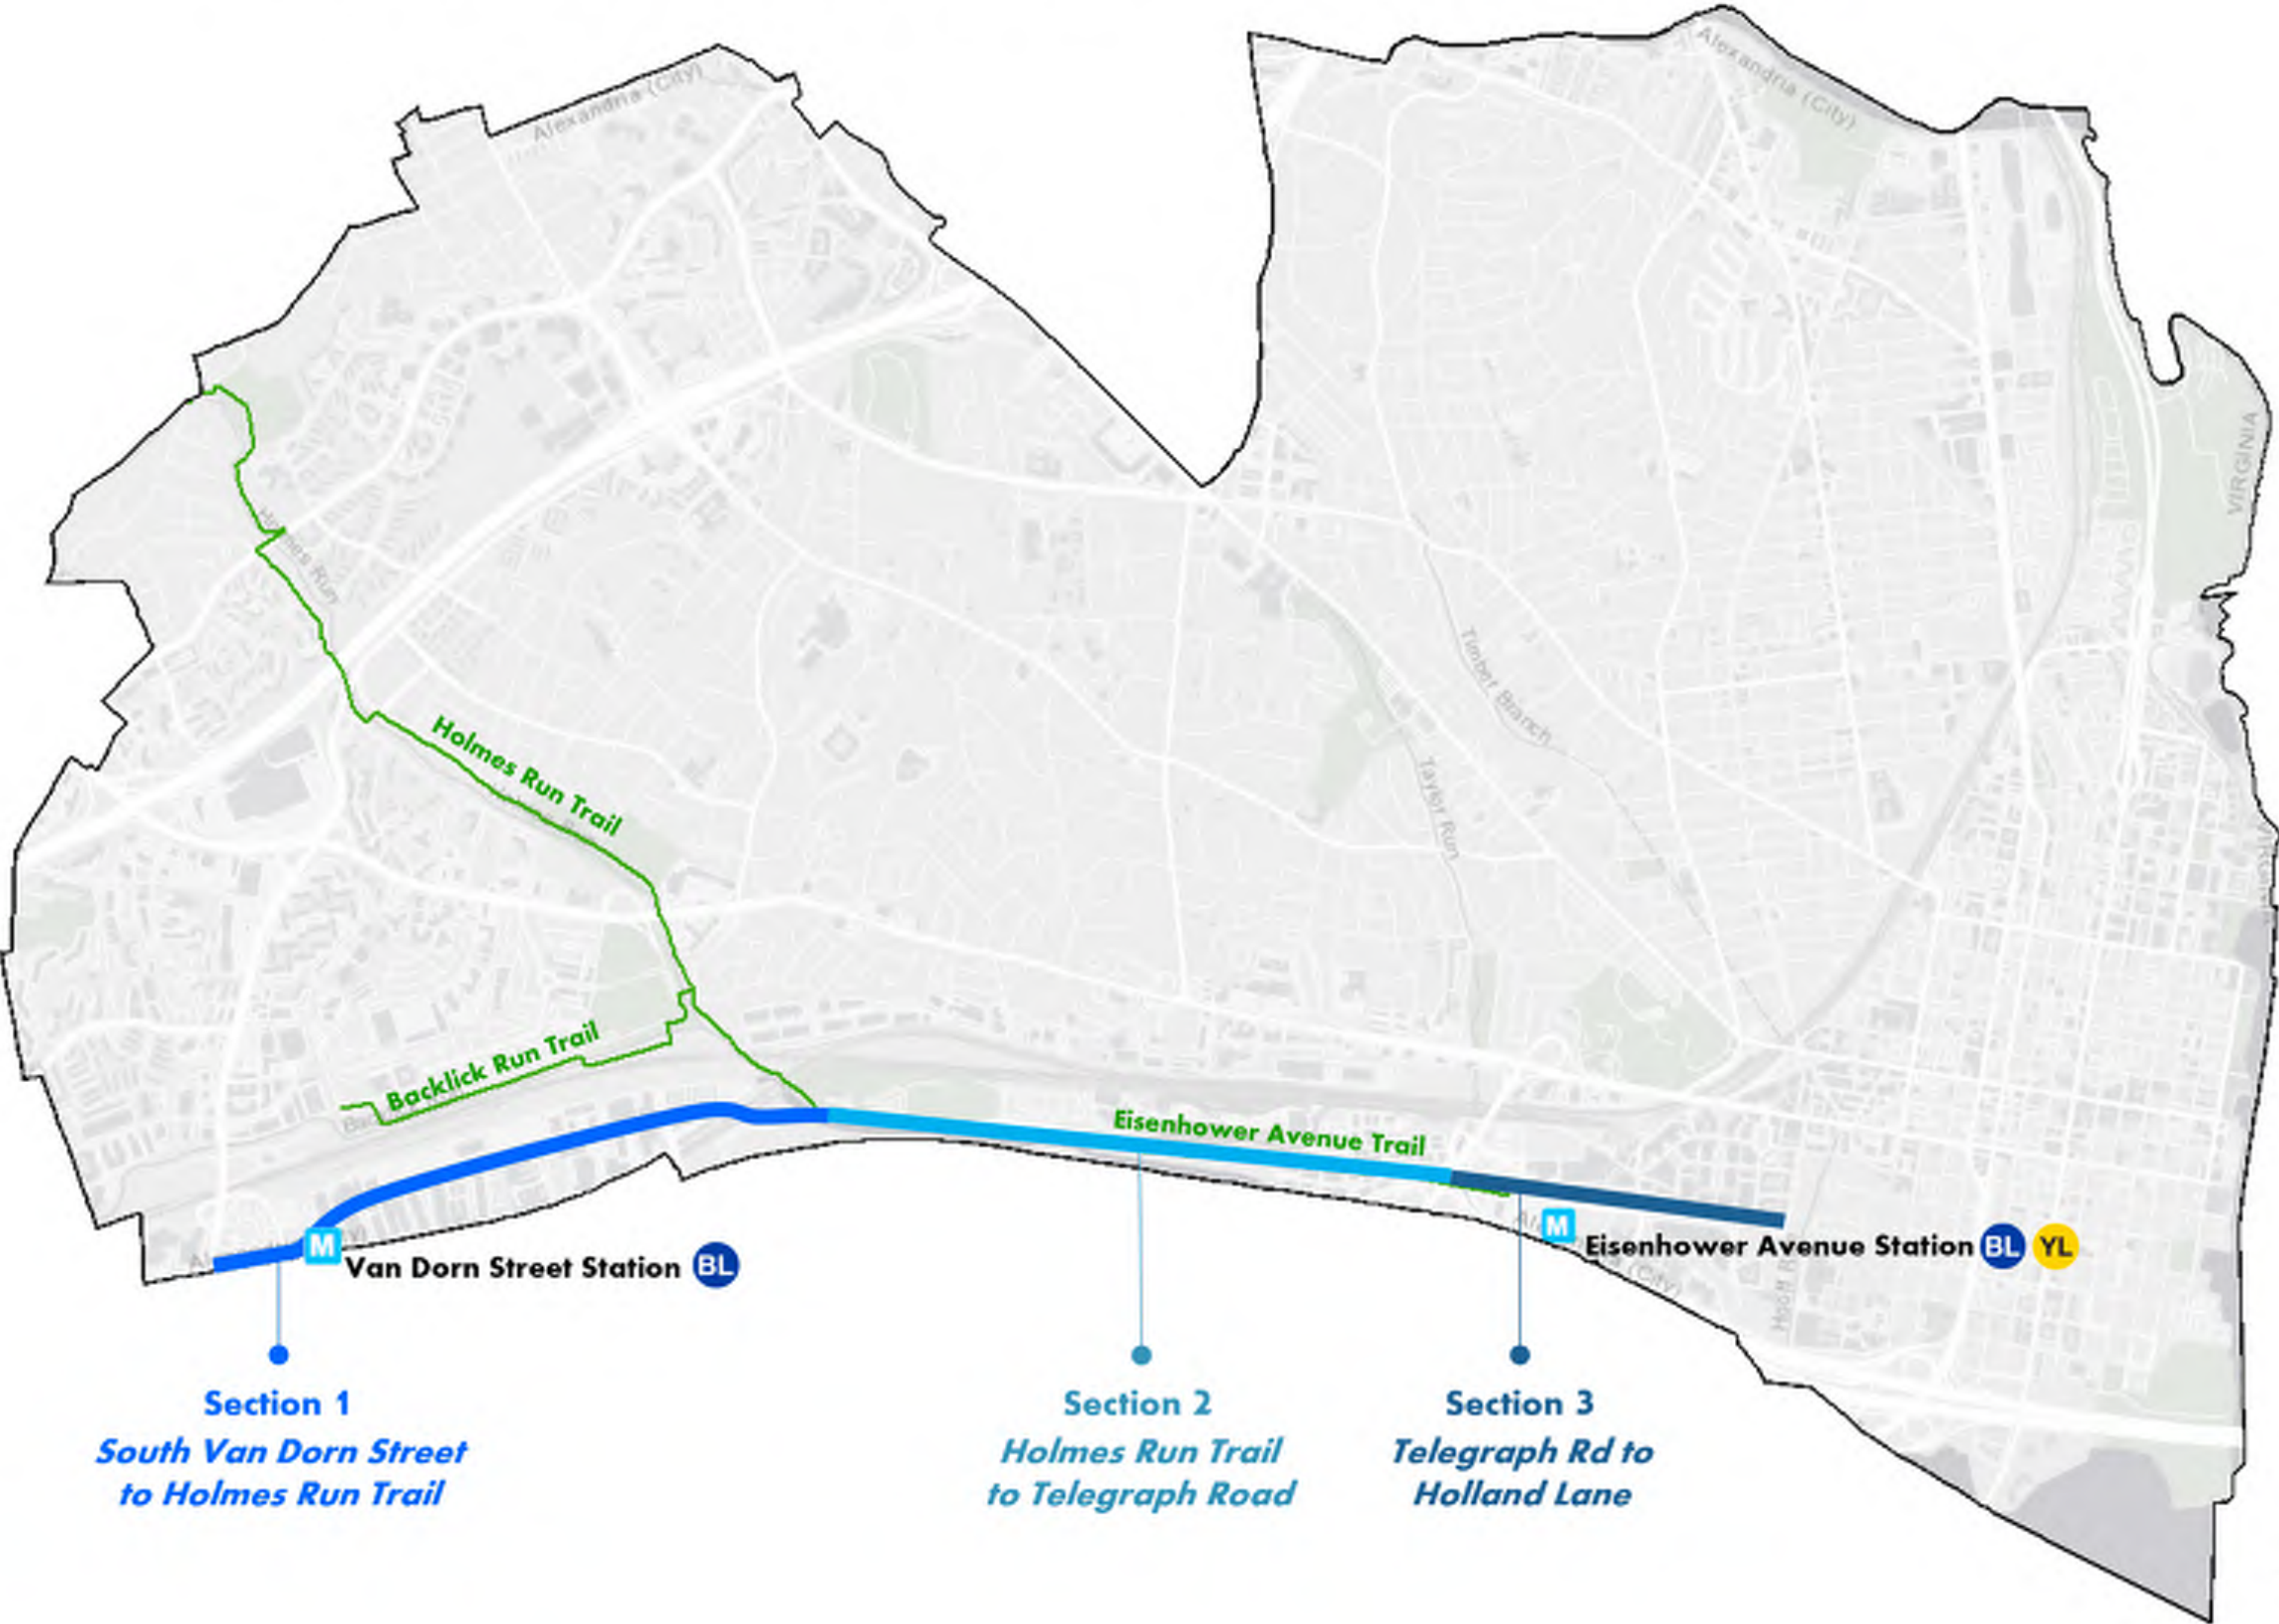 Alexandria (City)
Alexandria (City)
VIRGINIA
Holmes Run
Timber Branch
Holmes Run Trail
Taylor Run
Backlick Run Trail
Eisenhower Avenue Trail
M
Van Dorn Street Station BL
M
Eisenhower Avenue Station BL YL
(City)
Section 1
South Van Dorn Street
to Holmes Run Trail
Section 2
Holmes Run Trail
to Telegraph Road
Section 3
Telegraph Rd to
Holland Lane